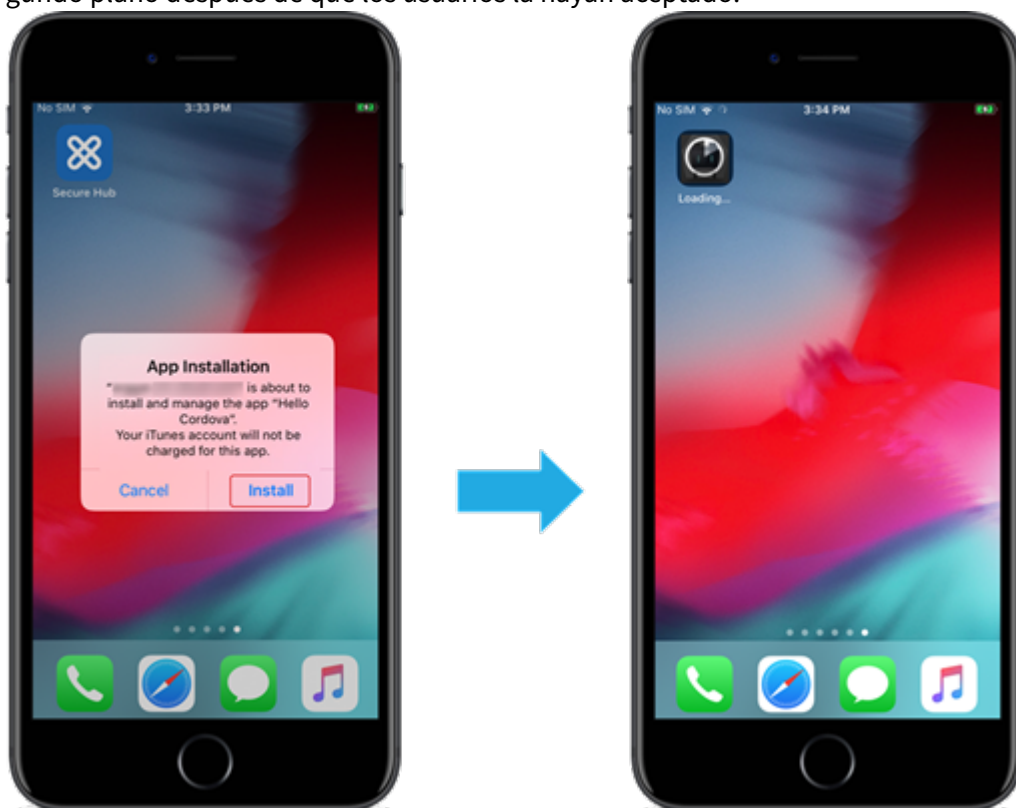 gundo plano después de que los usuarios la hayan aceptado.
No SIM 3:33 PM
Secure Hub
App Installation
" is about to
install and manage the app "Hello
Cordova".
Your iTunes account will not be
charged for this app.
Cancel Install
No SIM 3:34 PM
Loading...